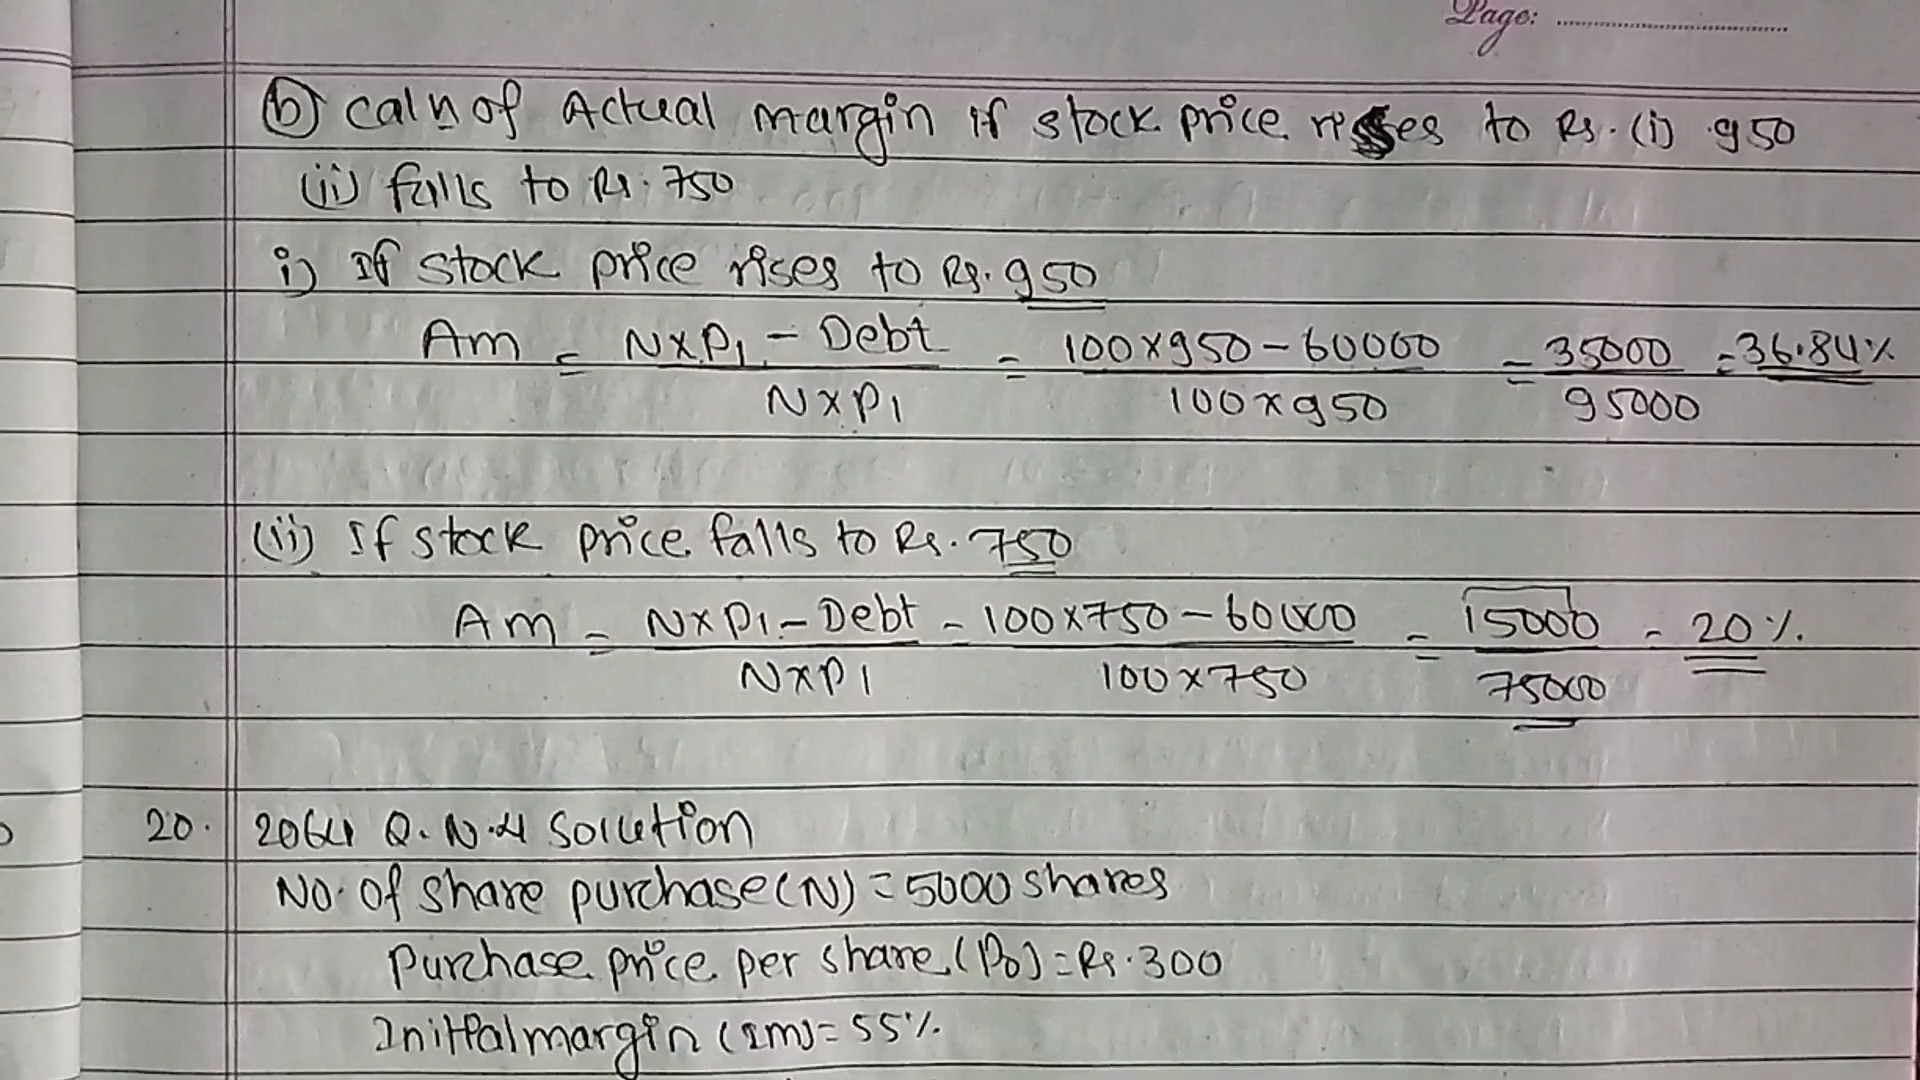 Page:
(b) caln of Actual margin if stock price rises to Rs. (i) 950
(ii) falls to Rs. 750
i) If stock price rises to Rs. 950
Am = N×P1 - Debt = 100×950-60000 = 35000 = 36.84%
N×P1 100×950 95000
(ii) If stock price falls to Rs. 750
Am = N×P1 - Debt = 100×750-60000 = 15000 = 20%.
N×P1 100×750 75000
20. 2064 Q.N.4 Solution
No. of share purchase (N) = 5000 shares
Purchase price per share (P0) = Rs. 300
Initial margin (Im) = 55%